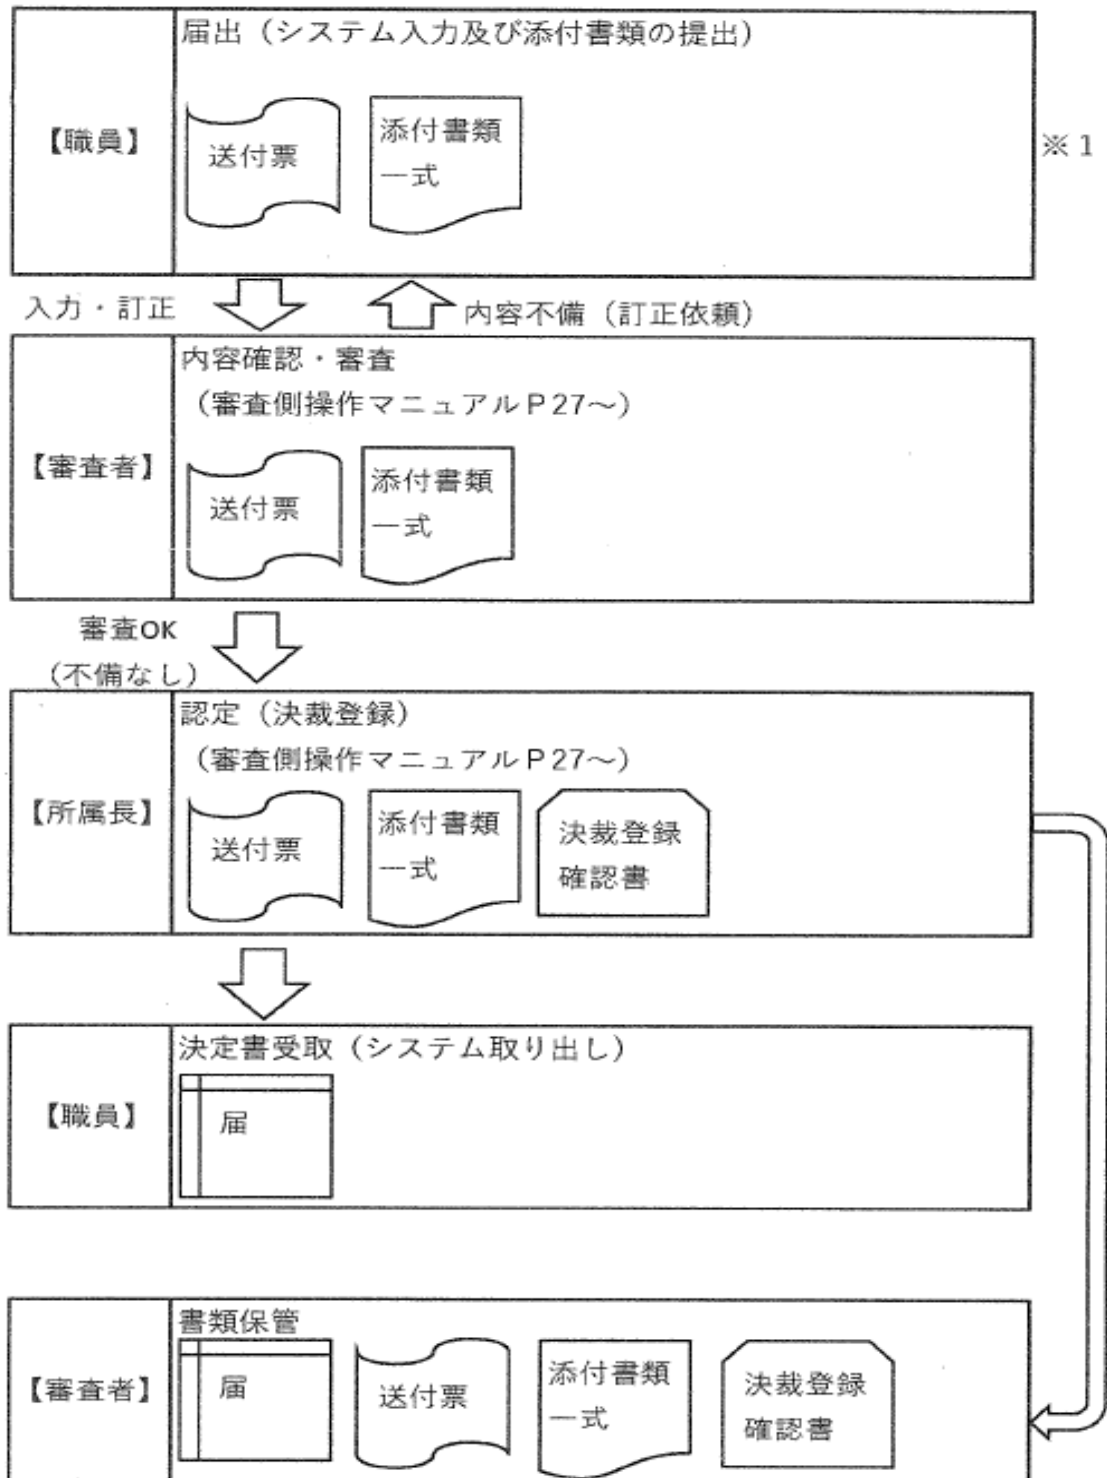 届出（システム入力及び添付書類の提出）
【職員】
送付票
添付書類
一式
※1
入力・訂正
内容不備（訂正依頼）
内容確認・審査
（審査側操作マニュアルP27～）
【審査者】
送付票
添付書類
一式
審査OK
（不備なし）
認定（決裁登録）
（審査側操作マニュアルP27～）
【所属長】
送付票
添付書類
一式
決裁登録
確認書
決定書受取（システム取り出し）
【職員】
届
書類保管
【審査者】
届
送付票
添付書類
一式
決裁登録
確認書